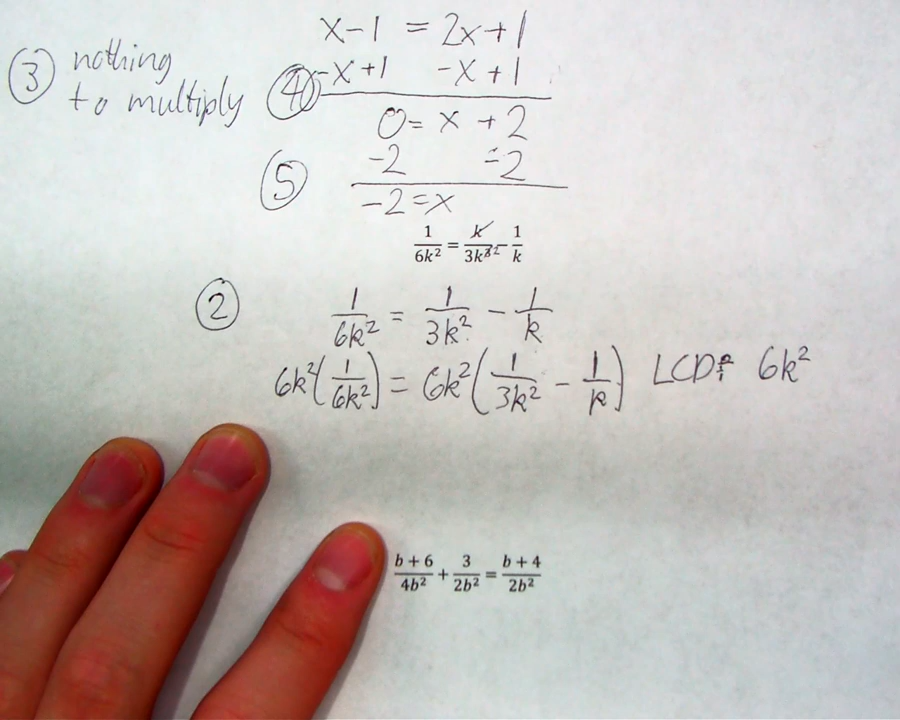 x-1 = 2x+1
③ nothing to multiply
④ -x+1 -x+1
0= x +2
⑤ -2 -2
-2=x
1/6k² = k/3k³² - 1/k
② 1/6k² = 1/3k² - 1/k
6k²(1/6k²) = 6k²(1/3k² - 1/k) LCD: 6k²
b+6/4b² + 3/2b² = b+4/2b²